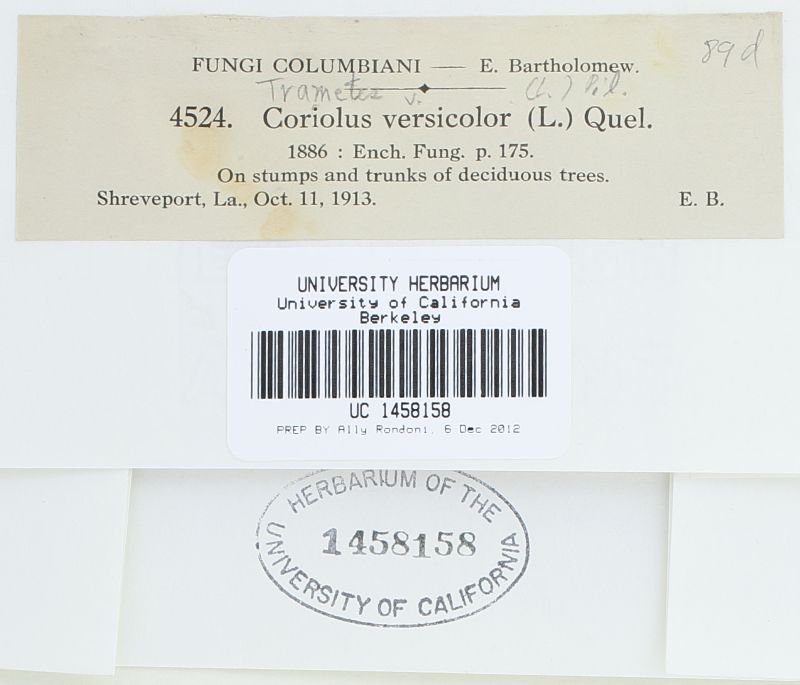 89d
FUNGI COLUMBIANI — E. Bartholomew.
Trametes v. (L.) Pil.
4524. Coriolus versicolor (L.) Quel.
1886 : Ench. Fung. p. 175.
On stumps and trunks of deciduous trees.
Shreveport, La., Oct. 11, 1913. E. B.
UNIVERSITY HERBARIUM
University of California
Berkeley
UC 1458158
PREP BY Ally Rondoni, 6 Dec 2012
HERBARIUM OF THE
1458158
UNIVERSITY OF CALIFORNIA